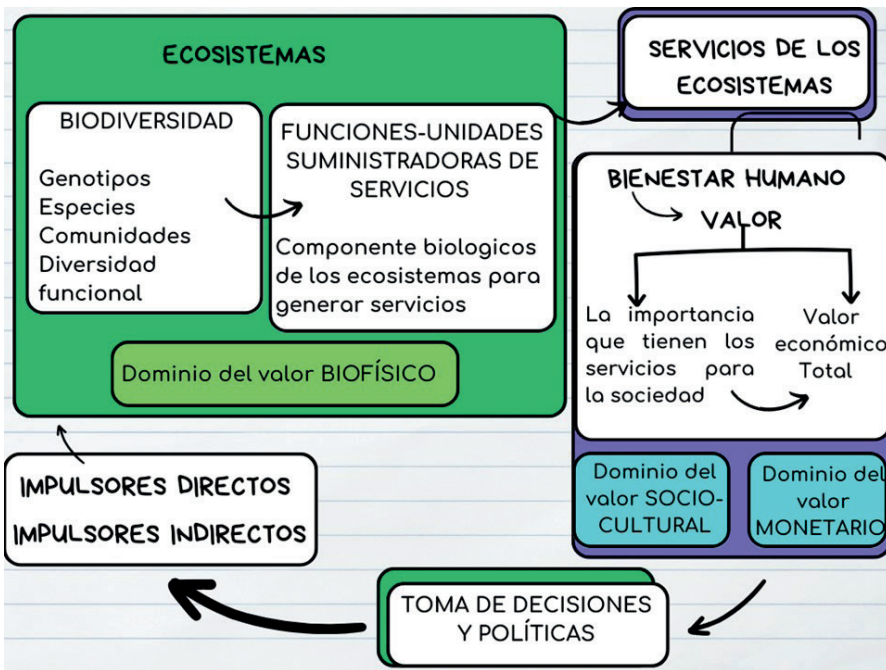 ECOSISTEMAS
BIODIVERSIDAD
Genotipos
Especies
Comunidades
Diversidad
funcional
FUNCIONES-UNIDADES
SUMINISTRADORAS DE
SERVICIOS
Componente biologicos
de los ecosistemas para
generar servicios
Dominio del valor BIOFÍSICO
SERVICIOS DE LOS
ECOSISTEMAS
BIENESTAR HUMANO
VALOR
La importancia
que tienen los
servicios para
la sociedad
Valor
económico
Total
Dominio del
valor SOCIO-
CULTURAL
Dominio del
valor
MONETARIO
IMPULSORES DIRECTOS
IMPULSORES INDIRECTOS
TOMA DE DECISIONES
Y POLÍTICAS